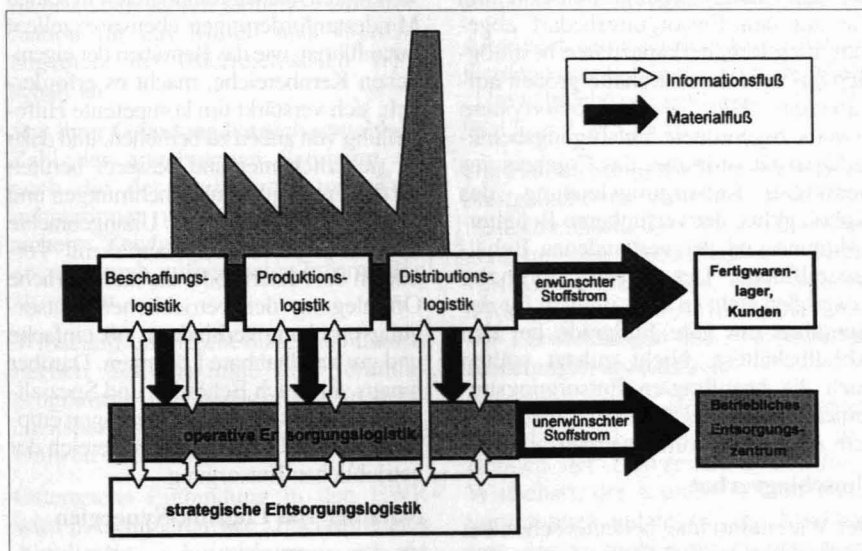 Informationsfluß
Materialfluß
Beschaffungs-
logistik
Produktions-
logistik
Distributions-
logistik
erwünschter
Stoffstrom
Fertigwaren-
lager,
Kunden
operative Entsorgungslogistik
unerwünschter
Stoffstrom
Betriebliches
Entsorgungs-
zentrum
strategische Entsorgungslogistik